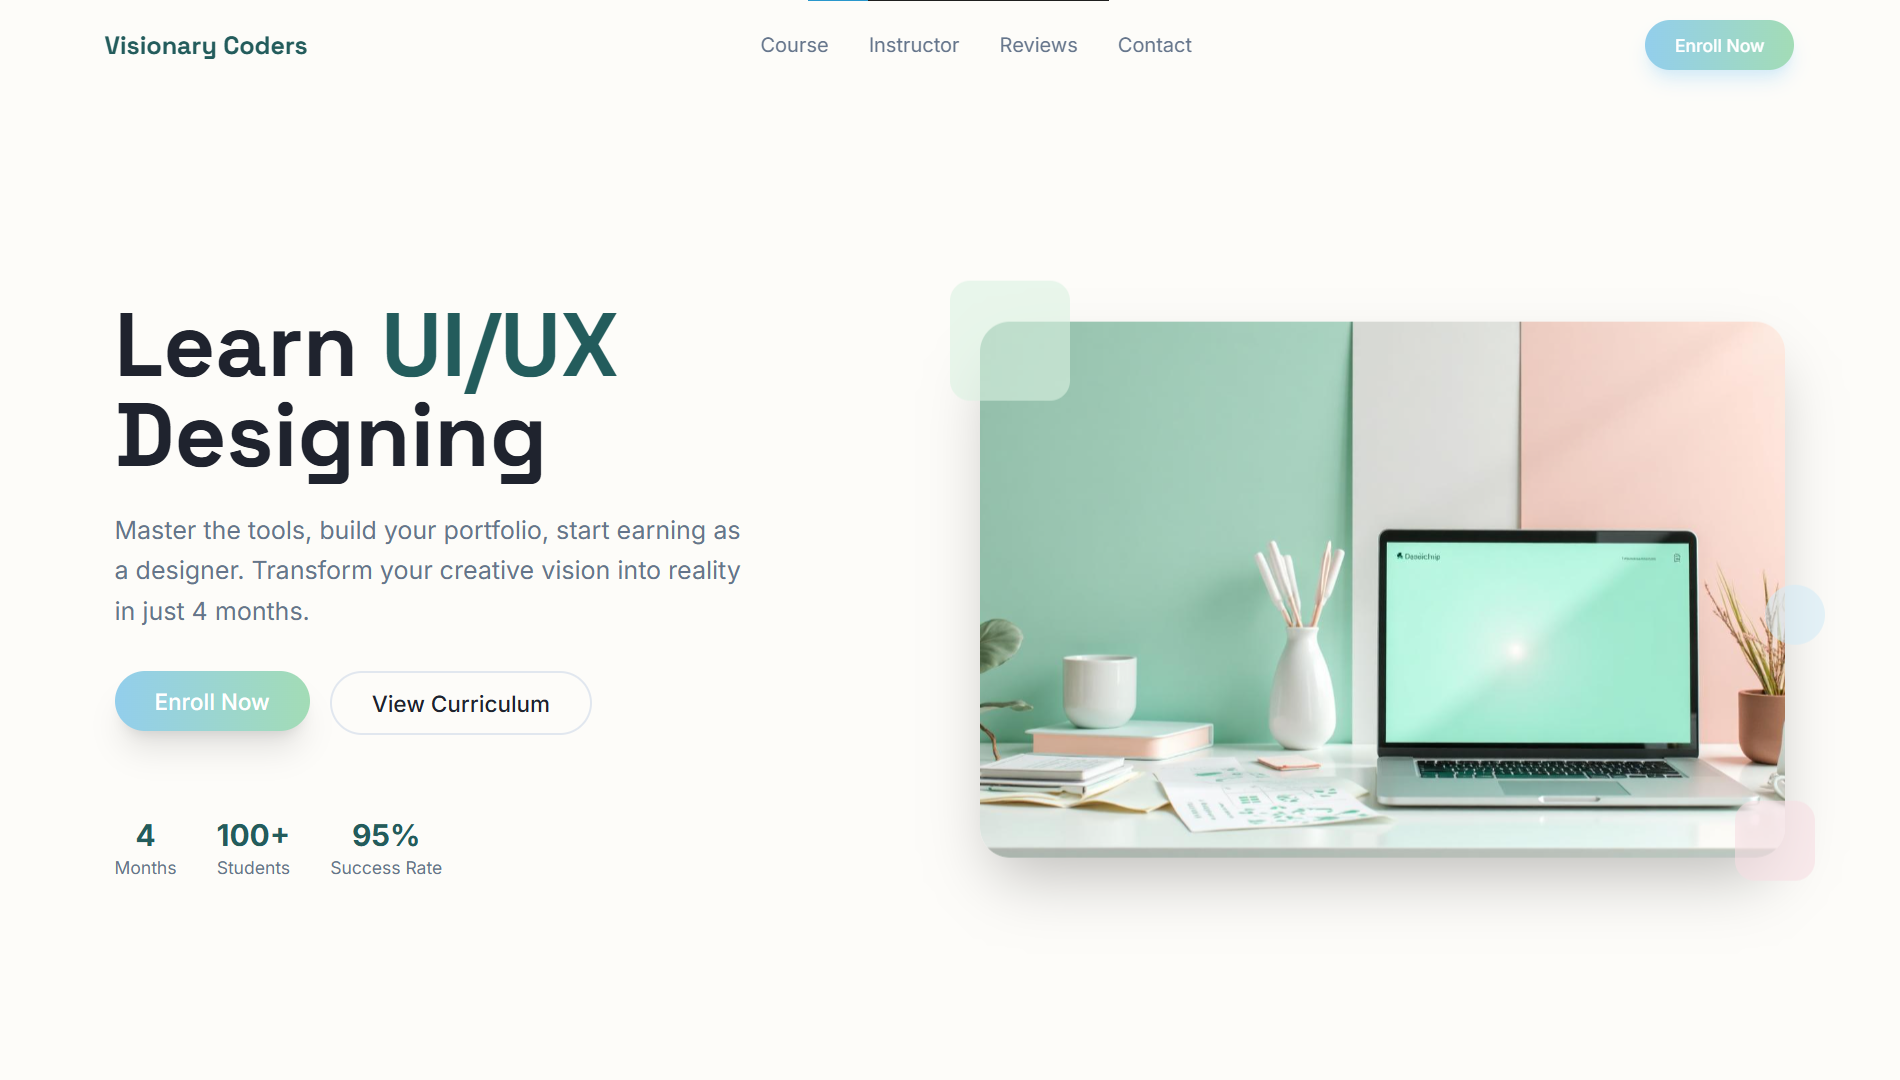 Visionary Coders
Course
Instructor
Reviews
Contact
Enroll Now
Learn UI/UX
Designing
Master the tools, build your portfolio, start earning as
a designer. Transform your creative vision into reality
in just 4 months.
Enroll Now
View Curriculum
4
Months
100+
Students
95%
Success Rate